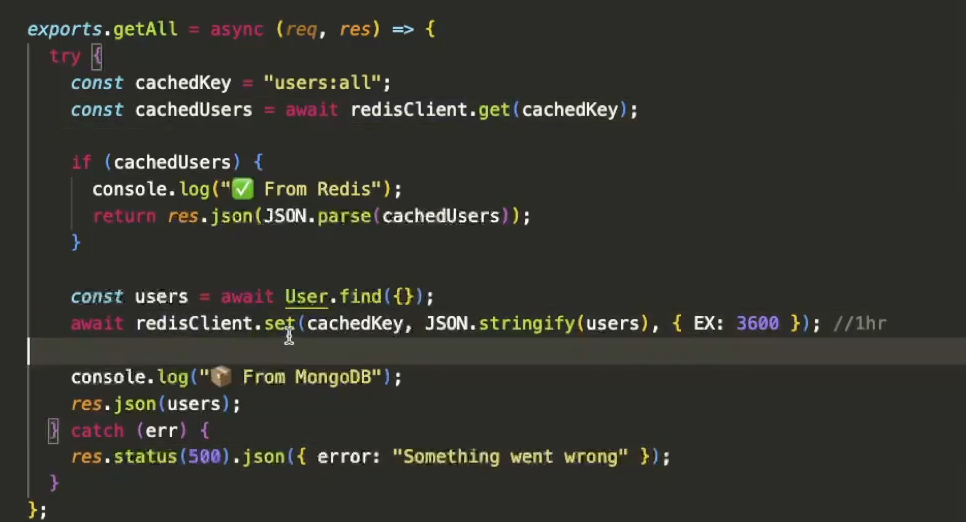 exports.getAll = async (req, res) => {
  try {
    const cachedKey = "users:all";
    const cachedUsers = await redisClient.get(cachedKey);
    if (cachedUsers) {
      console.log("✅ From Redis");
      return res.json(JSON.parse(cachedUsers));
    }
    const users = await User.find({});
    await redisClient.set(cachedKey, JSON.stringify(users), { EX: 3600 }); //1hr
    console.log("📦 From MongoDB");
    res.json(users);
  } catch (err) {
    res.status(500).json({ error: "Something went wrong" });
  }
};